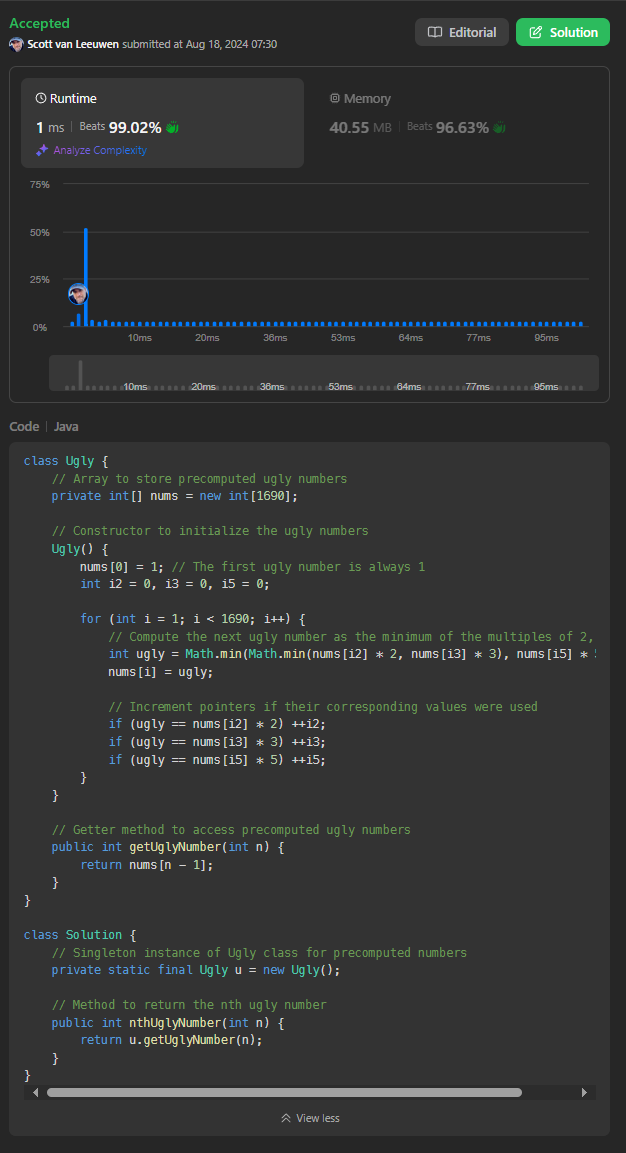 Accepted
Scott van Leeuwen submitted at Aug 18, 2024 07:30
Editorial
Solution
Runtime
1 ms | Beats 99.02%
Analyze Complexity
Memory
40.55 MB | Beats 96.63%
75%
50%
25%
0%
10ms 20ms 36ms 53ms 64ms 77ms 95ms
10ms 20ms 36ms 53ms 64ms 77ms 95ms
Code | Java
class Ugly {
    // Array to store precomputed ugly numbers
    private int[] nums = new int[1690];

    // Constructor to initialize the ugly numbers
    Ugly() {
        nums[0] = 1; // The first ugly number is always 1
        int i2 = 0, i3 = 0, i5 = 0;

        for (int i = 1; i < 1690; i++) {
            // Compute the next ugly number as the minimum of the multiples of 2,
            int ugly = Math.min(Math.min(nums[i2] * 2, nums[i3] * 3), nums[i5] *
            nums[i] = ugly;

            // Increment pointers if their corresponding values were used
            if (ugly == nums[i2] * 2) ++i2;
            if (ugly == nums[i3] * 3) ++i3;
            if (ugly == nums[i5] * 5) ++i5;
        }
    }

    // Getter method to access precomputed ugly numbers
    public int getUglyNumber(int n) {
        return nums[n - 1];
    }
}

class Solution {
    // Singleton instance of Ugly class for precomputed numbers
    private static final Ugly u = new Ugly();

    // Method to return the nth ugly number
    public int nthUglyNumber(int n) {
        return u.getUglyNumber(n);
    }
}
View less